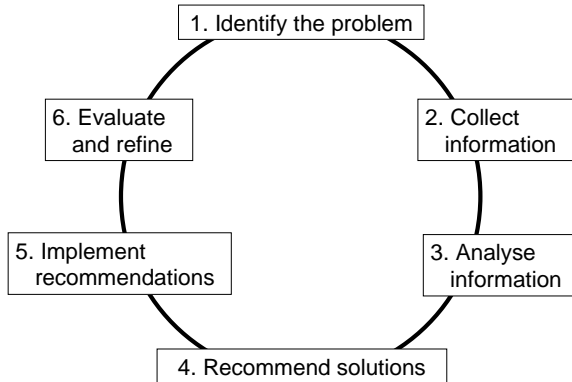 1. Identify the problem
2. Collect
information
3. Analyse
information
4. Recommend solutions
5. Implement
recommendations
6. Evaluate
and refine